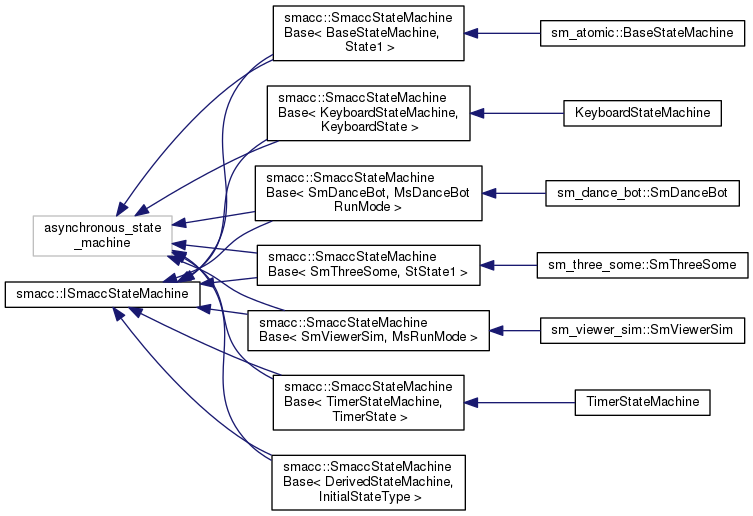 smacc::SmaccStateMachine
Base< BaseStateMachine,
State1 >
sm_atomic::BaseStateMachine
smacc::SmaccStateMachine
Base< KeyboardStateMachine,
KeyboardState >
KeyboardStateMachine
smacc::SmaccStateMachine
Base< SmDanceBot, MsDanceBot
RunMode >
sm_dance_bot::SmDanceBot
asynchronous_state
_machine
smacc::SmaccStateMachine
Base< SmThreeSome, StState1 >
sm_three_some::SmThreeSome
smacc::ISmaccStateMachine
smacc::SmaccStateMachine
Base< SmViewerSim, MsRunMode >
sm_viewer_sim::SmViewerSim
smacc::SmaccStateMachine
Base< TimerStateMachine,
TimerState >
TimerStateMachine
smacc::SmaccStateMachine
Base< DerivedStateMachine,
InitialStateType >